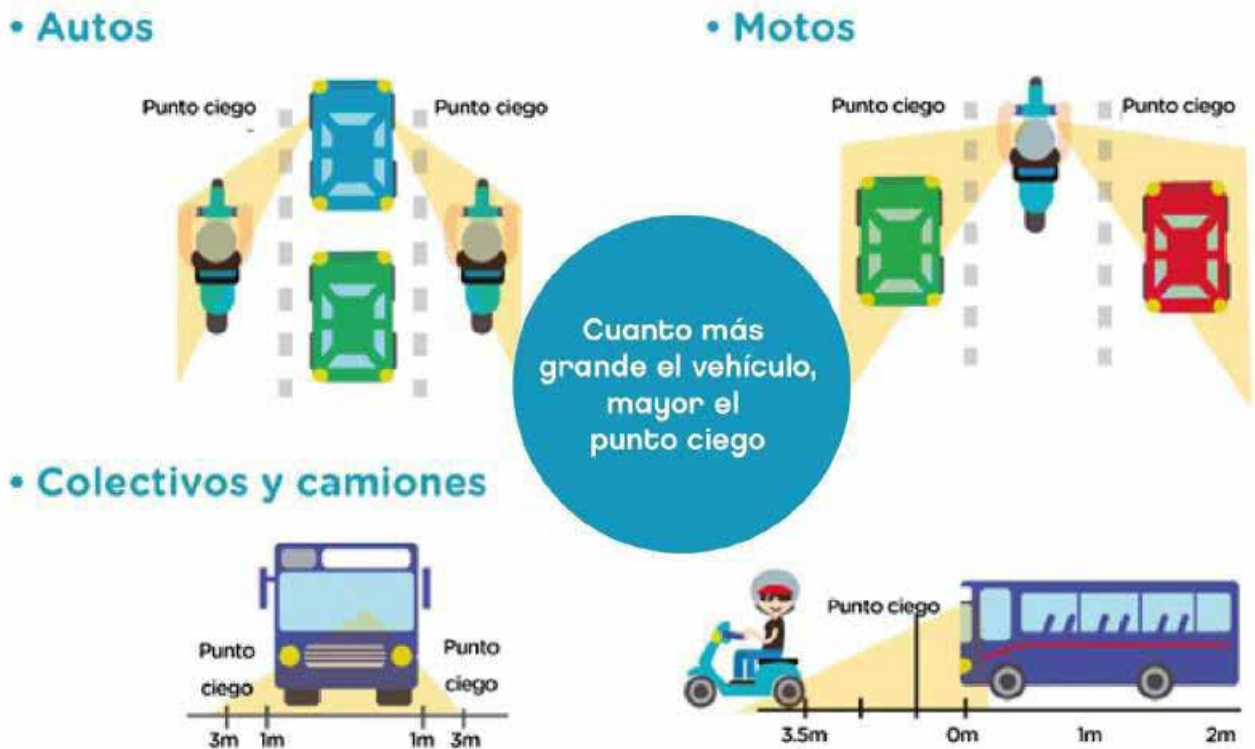 • Autos
Punto ciego
Punto ciego
• Motos
Punto ciego
Punto ciego
Cuanto más
grande el vehículo,
mayor el
punto ciego
• Colectivos y camiones
Punto
ciego
Punto
ciego
3m 1m 1m 3m
Punto ciego
3.5m 0m 1m 2m